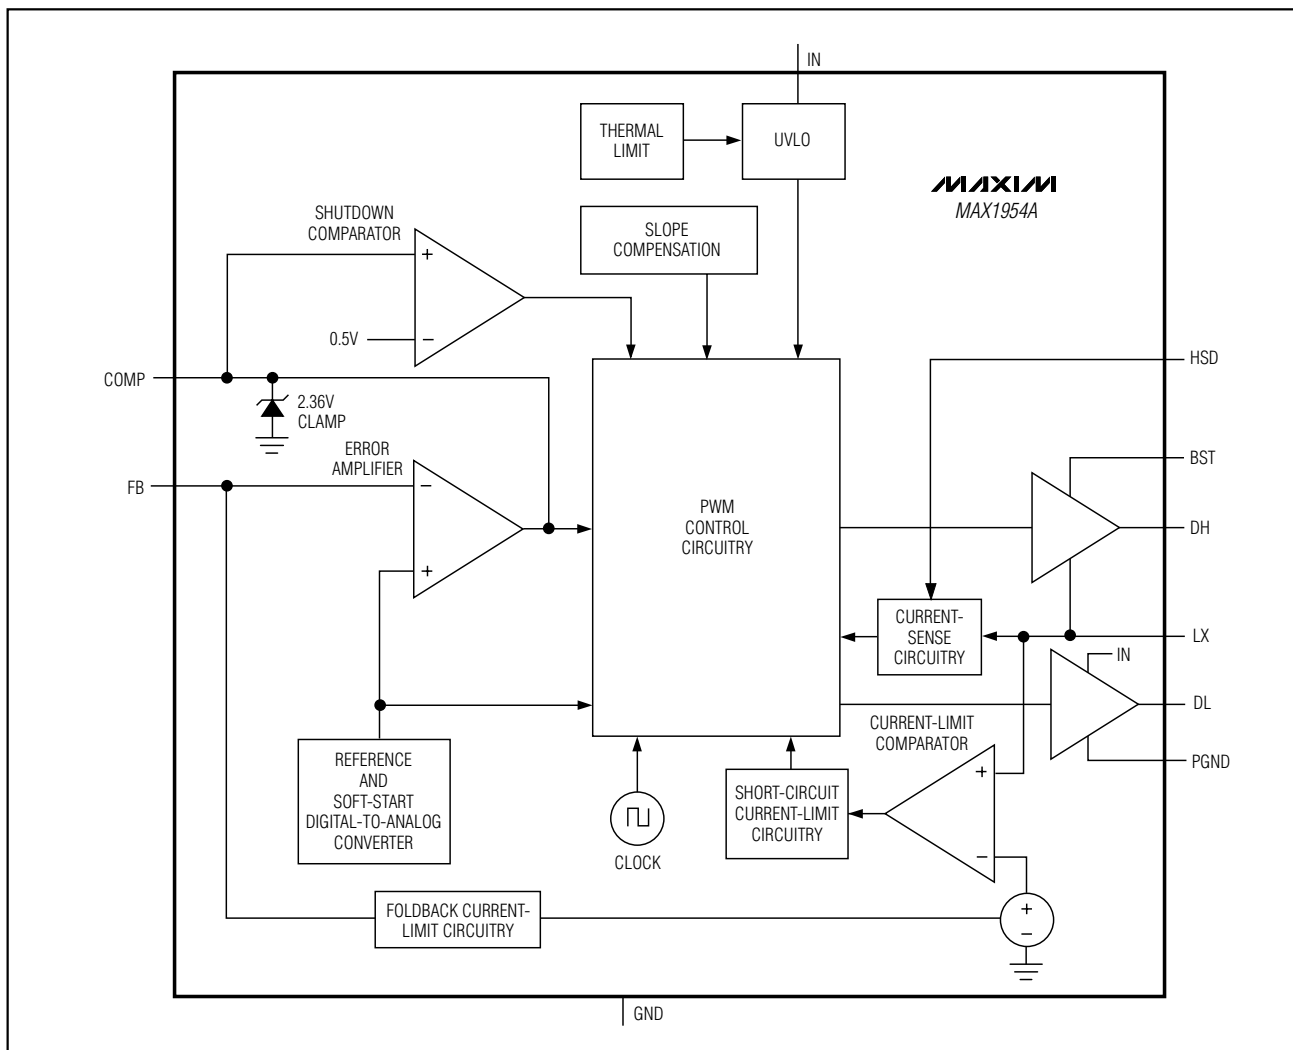 IN
THERMAL
LIMIT
UVLO
MAXIM
MAX1954A
SHUTDOWN
COMPARATOR
+
0.5V
−
SLOPE
COMPENSATION
COMP
2.36V
CLAMP
HSD
ERROR
AMPLIFIER
FB
−
+
PWM
CONTROL
CIRCUITRY
BST
DH
CURRENT-
SENSE
CIRCUITRY
LX
IN
DL
PGND
CURRENT-LIMIT
COMPARATOR
+
−
REFERENCE
AND
SOFT-START
DIGITAL-TO-ANALOG
CONVERTER
CLOCK
SHORT-CIRCUIT
CURRENT-LIMIT
CIRCUITRY
FOLDBACK CURRENT-
LIMIT CIRCUITRY
+
−
GND